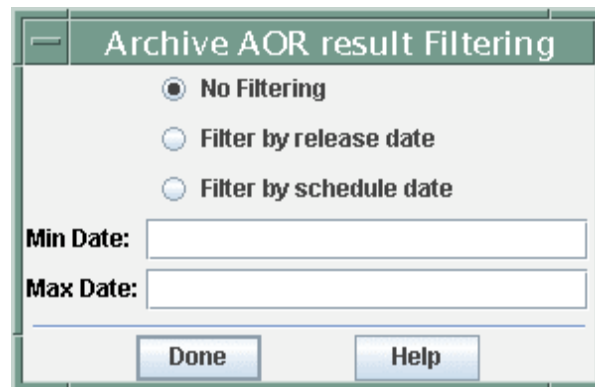 Archive AOR result Filtering
No Filtering
Filter by release date
Filter by schedule date
Min Date:
Max Date:
Done Help